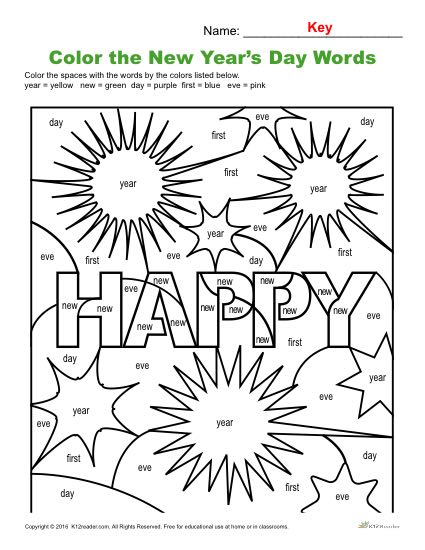 Name: Key
Color the New Year's Day Words
Color the spaces with the words by the colors listed below.
year = yellow new = green day = purple first = blue eve = pink
day
eve
day
first
year
first
year
year
eve
first
eve
first
day
eve
new
new
new
new
eve
new
new
new
new
new
eve
HAPPY
new
new
new
first
day
eve
year
year
eve
year
first
eve
day
day
first
eve
Copyright © 2016 K12reader.com. All Rights Reserved. Free for educational use at home or in classrooms.
K12Reader